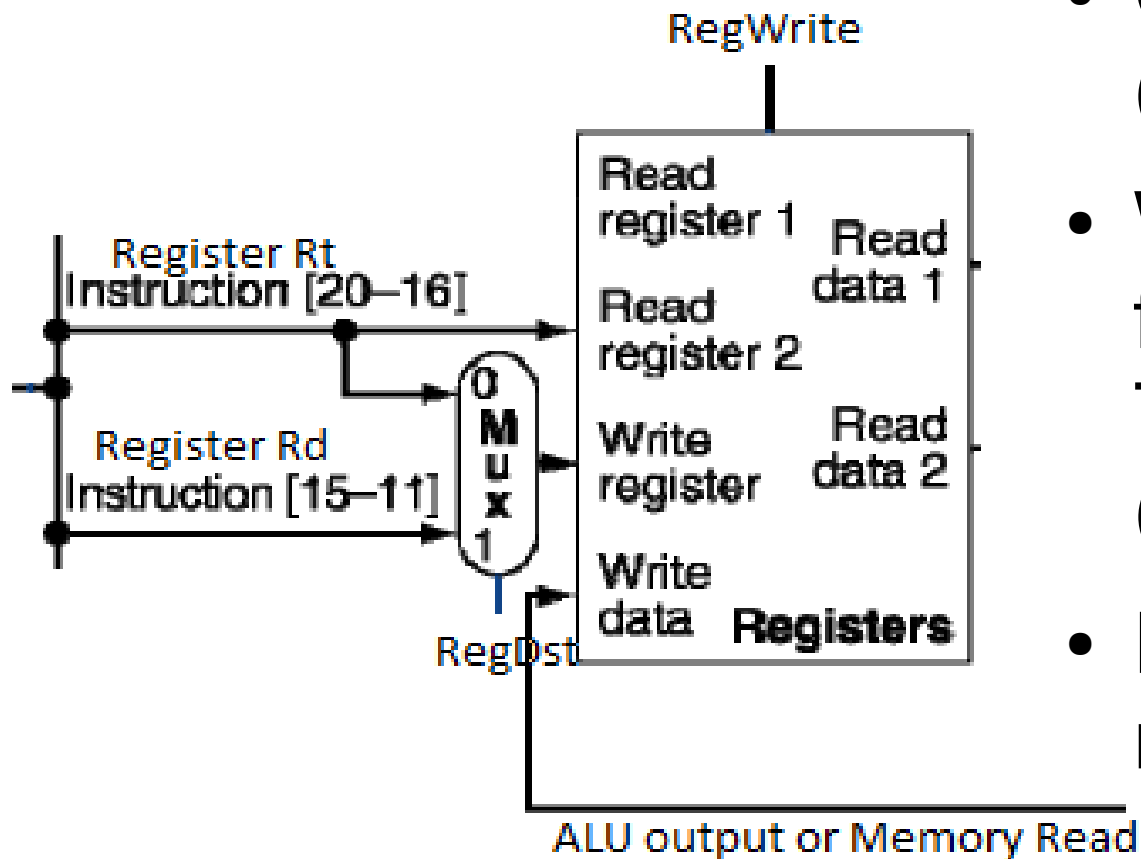 RegWrite
Read
register 1
Read
data 1
Register Rt
Instruction [20–16]
Read
register 2
0
Mux
1
Register Rd
Instruction [15–11]
Write
register
Read
data 2
Write
data
Registers
RegDst
ALU output or Memory Read